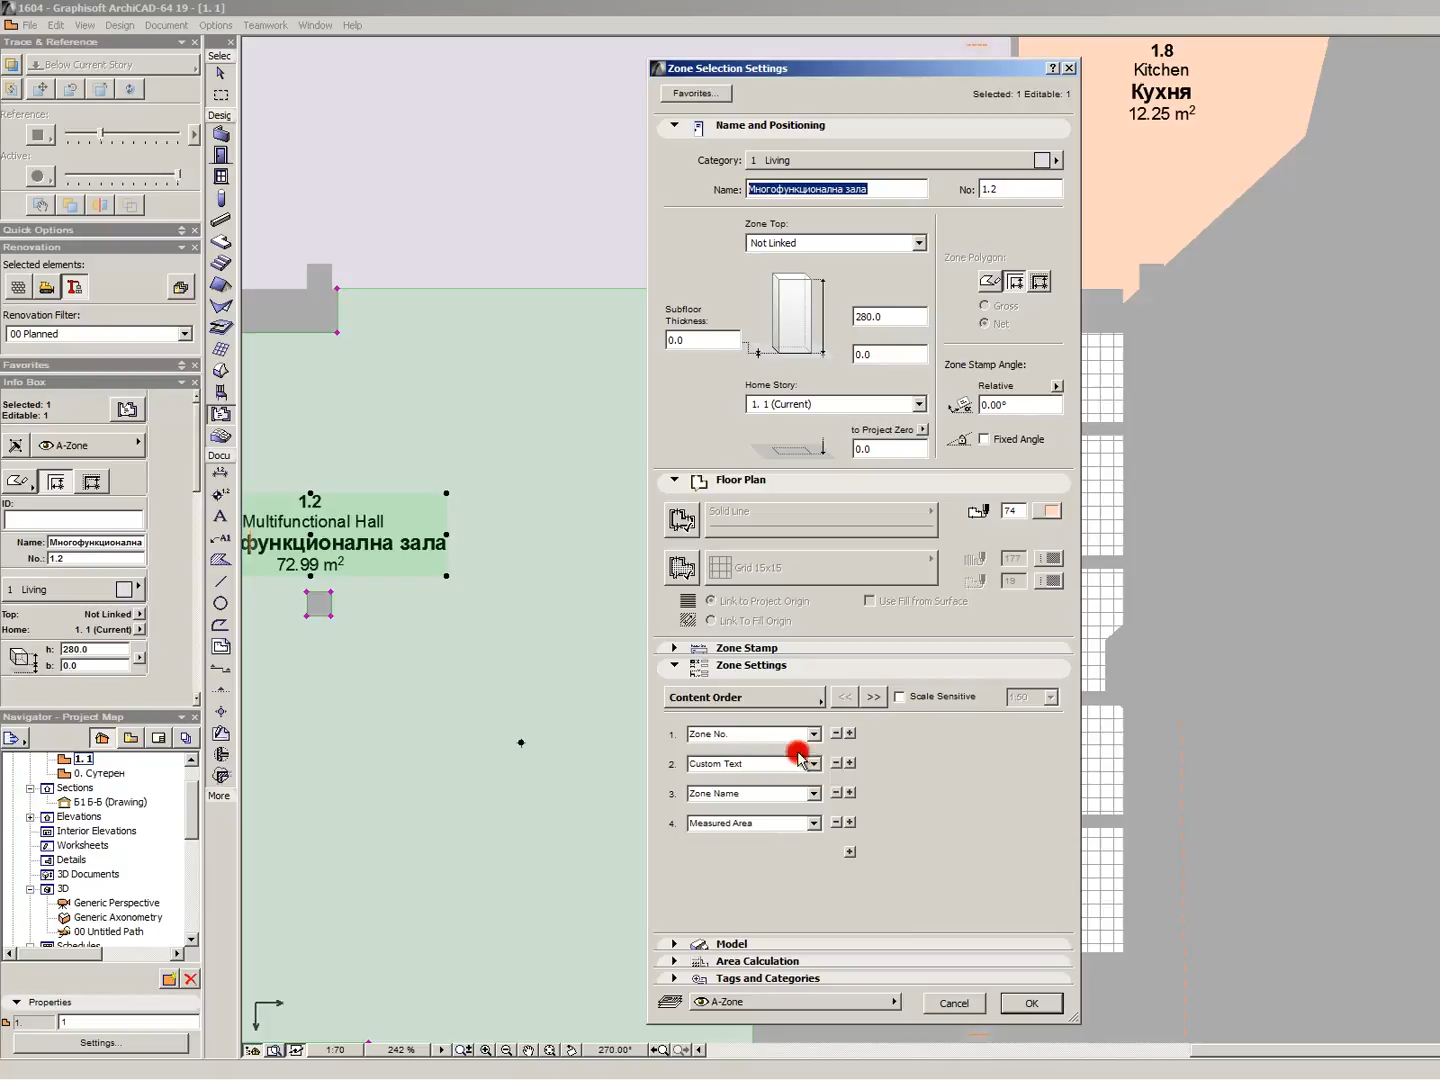 1604 - Graphisoft ArchiCAD-64 19 - [1. 1]
File Edit View Design Document Options Teamwork Window Help
Trace & Reference
Below Current Story
Reference:
Active:
Quick Options
Renovation
Selected elements:
Renovation Filter:
00 Planned
Favorites
Info Box
Selected: 1
Editable: 1
A-Zone
ID:
Name: Многофункционална
No.: 1.2
1 Living
Top: Not Linked
Home: 1. 1 (Current)
h: 280.0
b: 0.0
Navigator - Project Map
1. 1
0. Сутерен
Sections
Б1 Б-Б (Drawing)
Elevations
Interior Elevations
Worksheets
Details
3D Documents
3D
Generic Perspective
Generic Axonometry
00 Untitled Path
Schedules
Properties
1. 1
Settings...
Selec
Desig
Docu
More
1.2
Multifunctional Hall
функционална зала
72.99 m²
1.8
Kitchen
Кухня
12.25 m²
Zone Selection Settings
Favorites...
Selected: 1 Editable: 1
Name and Positioning
Category: 1 Living
Name: Многофункционална зала No: 1.2
Zone Top:
Not Linked
Zone Polygon:
Gross
Net
Subfloor
Thickness:
0.0
280.0
0.0
Zone Stamp Angle:
Relative
0.00°
Fixed Angle
Home Story:
1. 1 (Current)
to Project Zero
0.0
Floor Plan
Solid Line
74
Grid 15x15
177
19
Link to Project Origin
Use Fill from Surface
Link To Fill Origin
Zone Stamp
Zone Settings
Content Order << >> Scale Sensitive 1:50
1. Zone No.
2. Custom Text
3. Zone Name
4. Measured Area
Model
Area Calculation
Tags and Categories
A-Zone
Cancel OK
1:70 242 % 270.00°